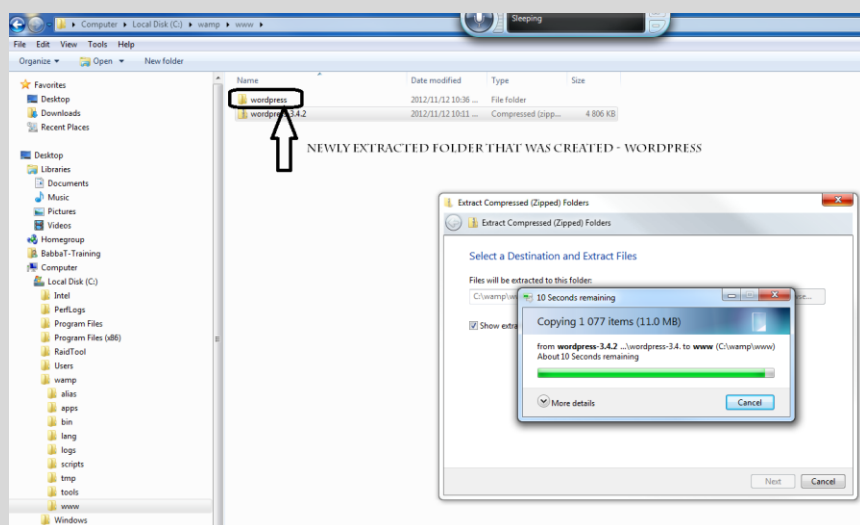 Computer ▸ Local Disk (C:) ▸ wamp ▸ www ▸
Sleeping
File Edit View Tools Help
Organize Open New folder
Name Date modified Type Size
Favorites
Desktop
Downloads
Recent Places
Desktop
Libraries
Documents
Music
Pictures
Videos
Homegroup
BabbaT-Training
Computer
Local Disk (C:)
Intel
PerfLogs
Program Files
Program Files (x86)
RaidTool
Users
wamp
alias
apps
bin
lang
logs
scripts
tmp
tools
www
Windows
wordpress 2012/11/12 10:36 ... File folder
wordpress-3.4.2 2012/11/12 10:11 ... Compressed (zipp... 4 806 KB
NEWLY EXTRACTED FOLDER THAT WAS CREATED - WORDPRESS
Extract Compressed (Zipped) Folders
Extract Compressed (Zipped) Folders
Select a Destination and Extract Files
Files will be extracted to this folder:
C:\wamp\w
Show extra
10 Seconds remaining
Copying 1 077 items (11.0 MB)
from wordpress-3.4.2 ...\wordpress-3.4. to www (C:\wamp\www)
About 10 Seconds remaining
More details Cancel
Next Cancel